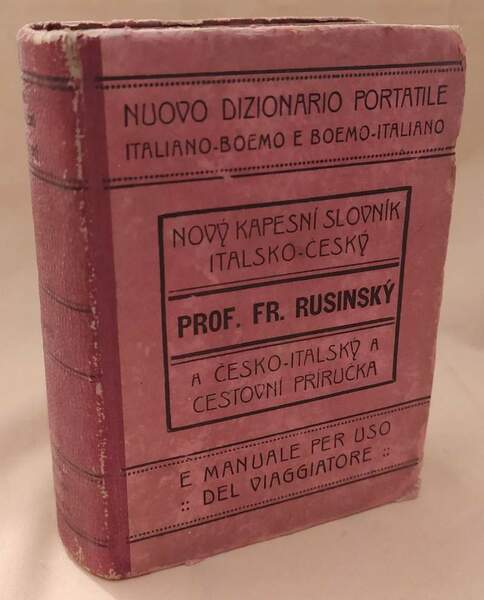 NUOVO DIZIONARIO PORTATILE
ITALIANO-BOEMO E BOEMO-ITALIANO
NOVÝ KAPESNÍ SLOVNÍK
ITALSKO-ČESKÝ
PROF. FR. RUSINSKÝ
A ČESKO-ITALSKÝ A
CESTOVNÍ PŘÍRUČKA
E MANUALE PER USO
:: DEL VIAGGIATORE ::